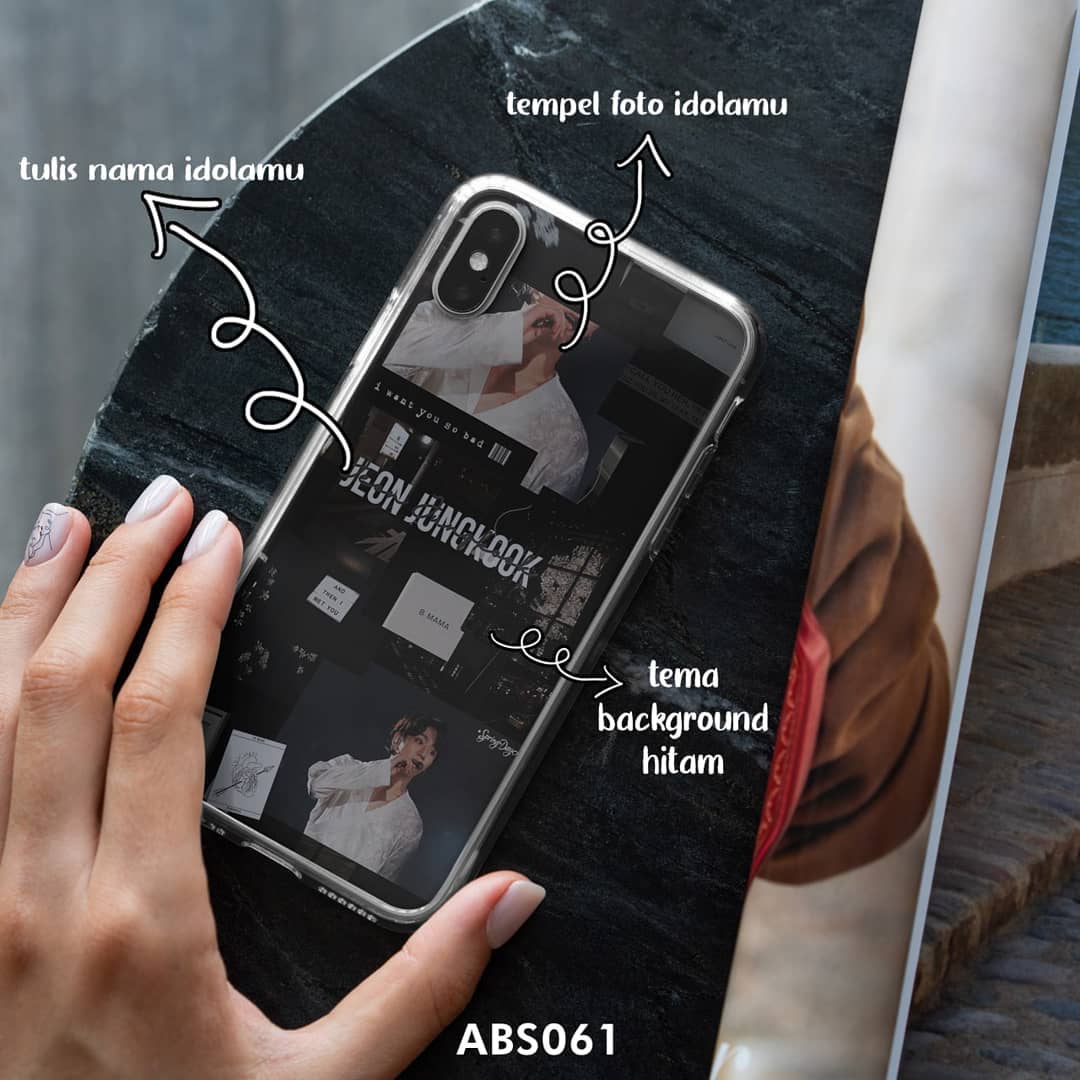 tempel foto idolamu
tulis nama idolamu
i want you so bad
JEON JUNGKOOK
AND
THEN I
MET YOU
B.MAMA
tema
background
hitam
ABS061